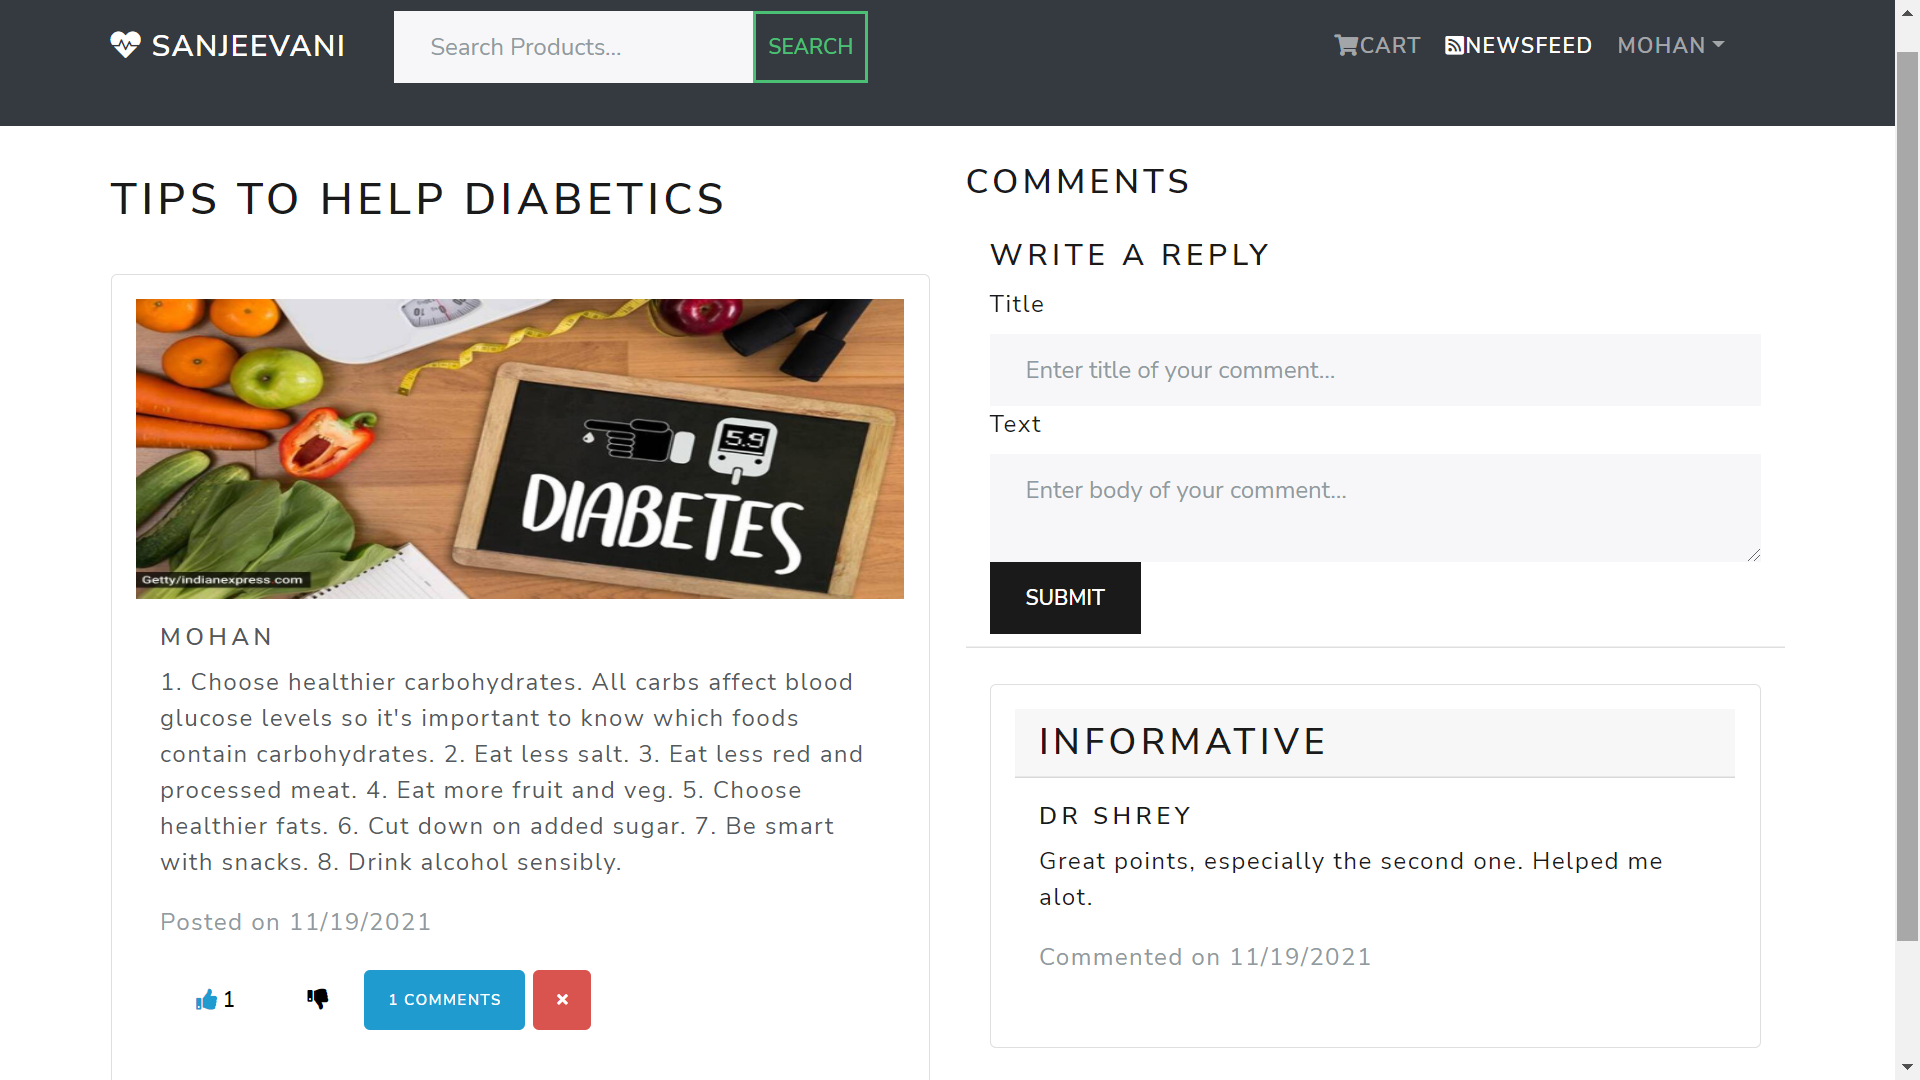 SANJEEVANI
Search Products...
SEARCH
CART
NEWSFEED
MOHAN
TIPS TO HELP DIABETICS
10
5.9
DIABETES
Getty/indianexpress.com
MOHAN
1. Choose healthier carbohydrates. All carbs affect blood
glucose levels so it's important to know which foods
contain carbohydrates. 2. Eat less salt. 3. Eat less red and
processed meat. 4. Eat more fruit and veg. 5. Choose
healthier fats. 6. Cut down on added sugar. 7. Be smart
with snacks. 8. Drink alcohol sensibly.
Posted on 11/19/2021
1
1 COMMENTS
COMMENTS
WRITE A REPLY
Title
Enter title of your comment...
Text
Enter body of your comment...
SUBMIT
INFORMATIVE
DR SHREY
Great points, especially the second one. Helped me
alot.
Commented on 11/19/2021